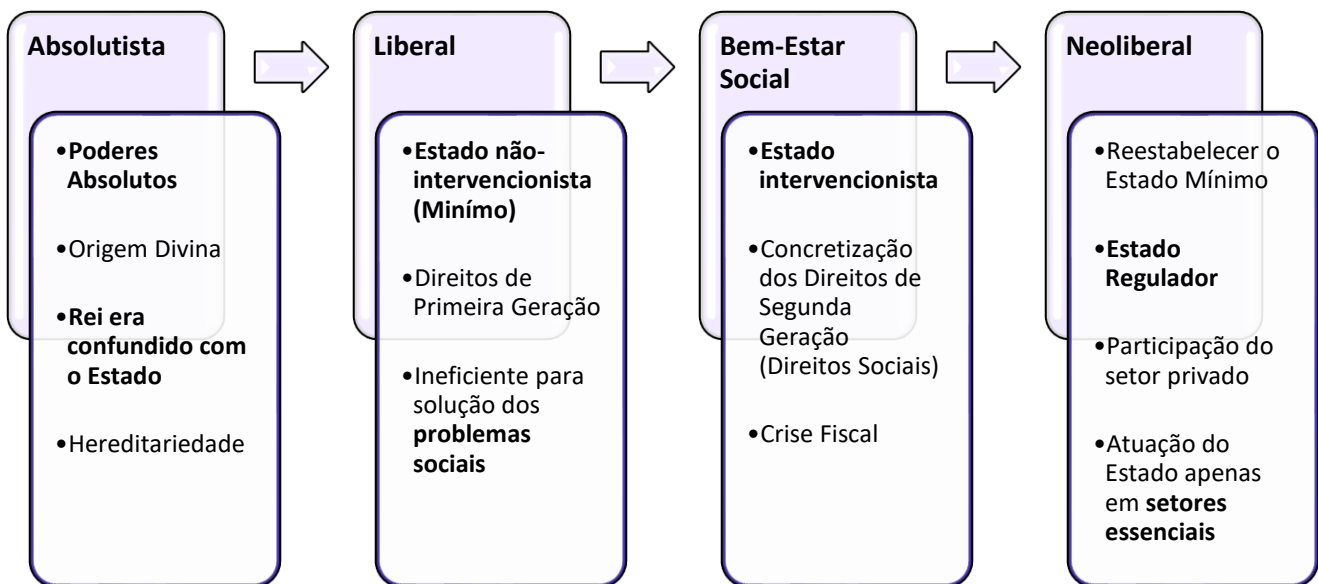 Absolutista
•Poderes
Absolutos
•Origem Divina
•Rei era
confundido com
o Estado
•Hereditariedade
Liberal
•Estado não-
intervencionista
(Minímo)
•Direitos de
Primeira Geração
•Ineficiente para
solução dos
problemas
sociais
Bem-Estar
Social
•Estado
intervencionista
•Concretização
dos Direitos de
Segunda
Geração
(Direitos Sociais)
•Crise Fiscal
Neoliberal
•Reestabelecer o
Estado Mínimo
•Estado
Regulador
•Participação do
setor privado
•Atuação do
Estado apenas
em setores
essenciais